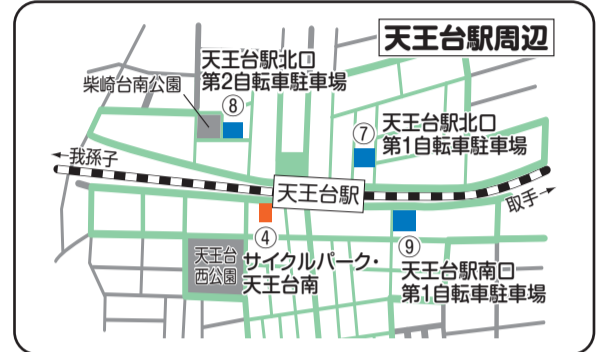 天王台駅周辺
天王台駅北口
第2自転車駐車場
柴崎台南公園
⑧
⑦
天王台駅北口
第1自転車駐車場
←我孫子
天王台駅
取手→
④
サイクルパーク・
天王台南
天王台
西公園
⑨
天王台駅南口
第1自転車駐車場